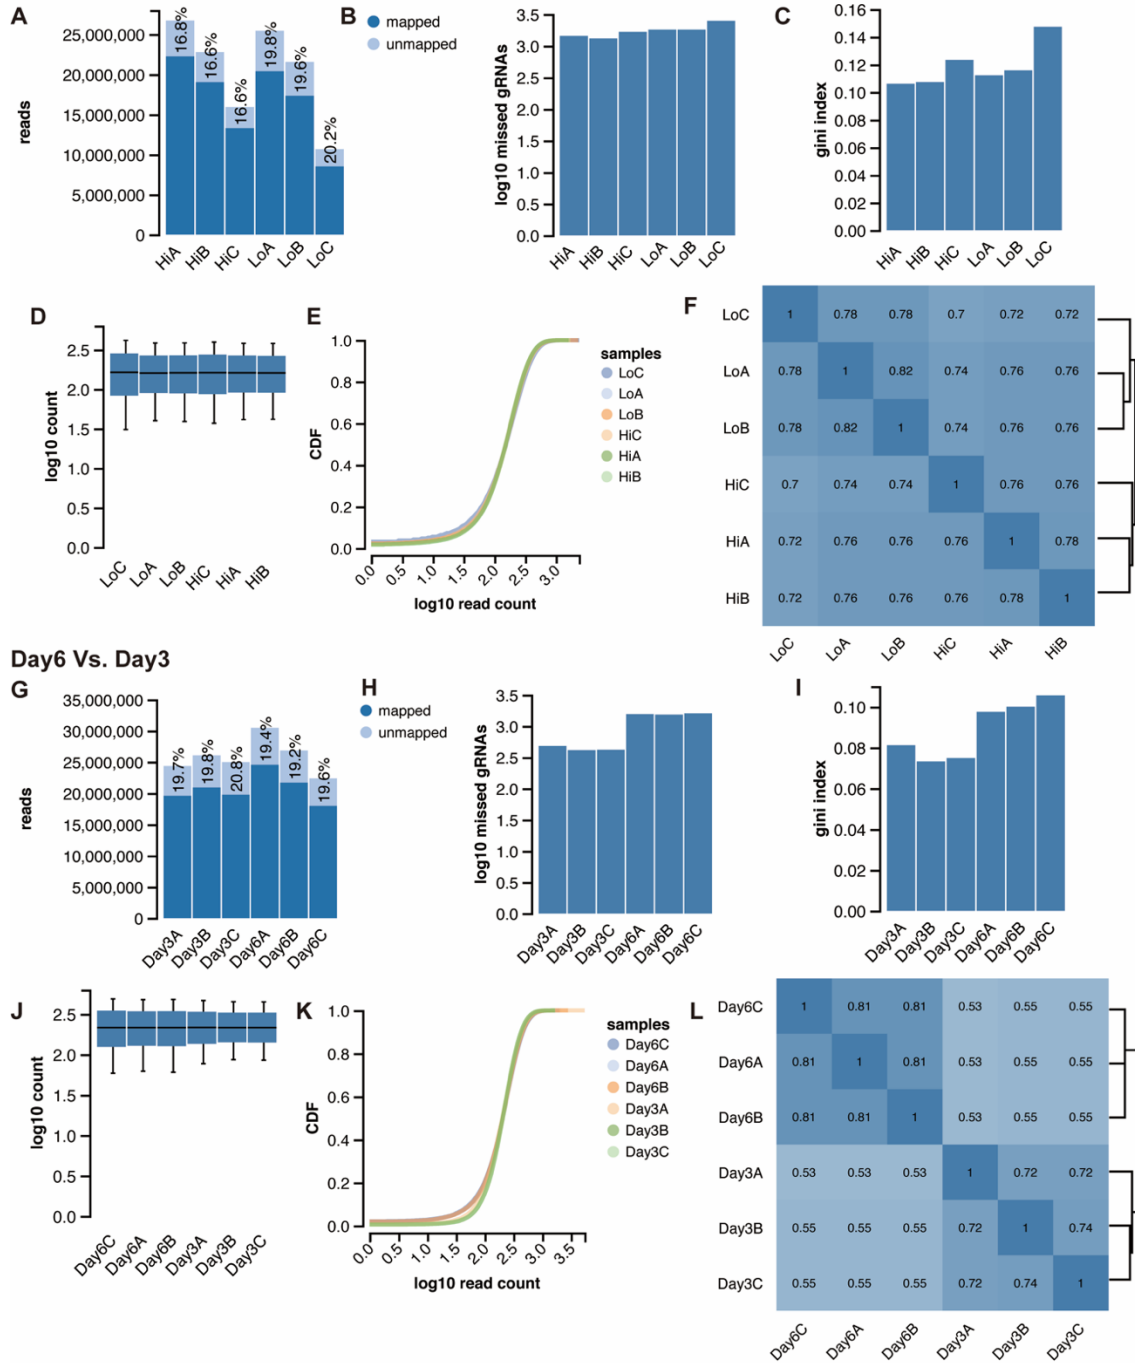 A
25,000,000
20,000,000
15,000,000
10,000,000
5,000,000
0
reads
16.8%
16.6%
16.6%
19.8%
19.6%
20.2%
HiA
HiB
HiC
LoA
LoB
LoC
B
mapped
unmapped
3.5
3.0
2.5
2.0
1.5
1.0
0.5
0.0
log10 missed gRNAs
HiA
HiB
HiC
LoA
LoB
LoC
C
0.16
0.14
0.12
0.10
0.08
0.06
0.04
0.02
0.00
gini index
HiA
HiB
HiC
LoA
LoB
LoC
D
2.5
2.0
1.5
1.0
0.5
0.0
log10 count
LoC
LoA
LoB
HiC
HiA
HiB
E
1.0
0.8
0.6
0.4
0.2
0.0
CDF
0.0
0.5
1.0
1.5
2.0
2.5
3.0
log10 read count
samples
LoC
LoA
LoB
HiC
HiA
HiB
F
LoC 1 0.78 0.78 0.7 0.72 0.72
LoA 0.78 1 0.82 0.74 0.76 0.76
LoB 0.78 0.82 1 0.74 0.76 0.76
HiC 0.7 0.74 0.74 1 0.76 0.76
HiA 0.72 0.76 0.76 0.76 1 0.78
HiB 0.72 0.76 0.76 0.76 0.78 1
LoC
LoA
LoB
HiC
HiA
HiB
Day6 Vs. Day3
G
35,000,000
30,000,000
25,000,000
20,000,000
15,000,000
10,000,000
5,000,000
0
reads
19.7%
19.8%
20.8%
19.4%
19.2%
19.6%
Day3A
Day3B
Day3C
Day6A
Day6B
Day6C
H
mapped
unmapped
3.5
3.0
2.5
2.0
1.5
1.0
0.5
0.0
log10 missed gRNAs
Day3A
Day3B
Day3C
Day6A
Day6B
Day6C
I
0.10
0.08
0.06
0.04
0.02
0.00
gini index
Day3A
Day3B
Day3C
Day6A
Day6B
Day6C
J
2.5
2.0
1.5
1.0
0.5
0.0
log10 count
Day6C
Day6A
Day6B
Day3A
Day3B
Day3C
K
1.0
0.8
0.6
0.4
0.2
0.0
CDF
0.0
0.5
1.0
1.5
2.0
2.5
3.0
3.5
log10 read count
samples
Day6C
Day6A
Day6B
Day3A
Day3B
Day3C
L
Day6C 1 0.81 0.81 0.53 0.55 0.55
Day6A 0.81 1 0.81 0.53 0.55 0.55
Day6B 0.81 0.81 1 0.53 0.55 0.55
Day3A 0.53 0.53 0.53 1 0.72 0.72
Day3B 0.55 0.55 0.55 0.72 1 0.74
Day3C 0.55 0.55 0.55 0.72 0.74 1
Day6C
Day6A
Day6B
Day3A
Day3B
Day3C